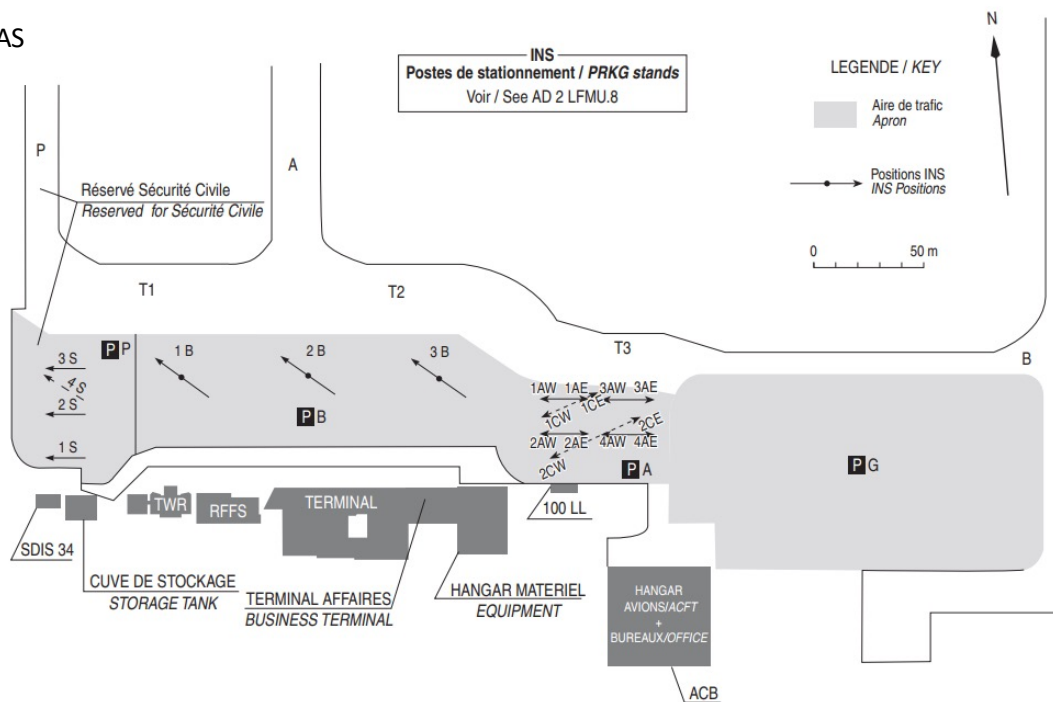 AS
N
INS
Postes de stationnement / PRKG stands
Voir / See AD 2 LFMU.8
LEGENDE / KEY
Aire de trafic
Apron
Positions INS
INS Positions
0 50 m
P
A
Réservé Sécurité Civile
Reserved for Sécurité Civile
T1
T2
T3
B
P P
1 B
2 B
3 B
3 S
4 S
2 S
1 S
P B
1AW 1AE 3AW 3AE
1CW 1CE
2CE
2AW 2AE 4AW 4AE
2CW
P A
P G
TWR
RFFS
TERMINAL
100 LL
SDIS 34
CUVE DE STOCKAGE
STORAGE TANK
TERMINAL AFFAIRES
BUSINESS TERMINAL
HANGAR MATERIEL
EQUIPMENT
HANGAR
AVIONS/ACFT
+
BUREAUX/OFFICE
ACB